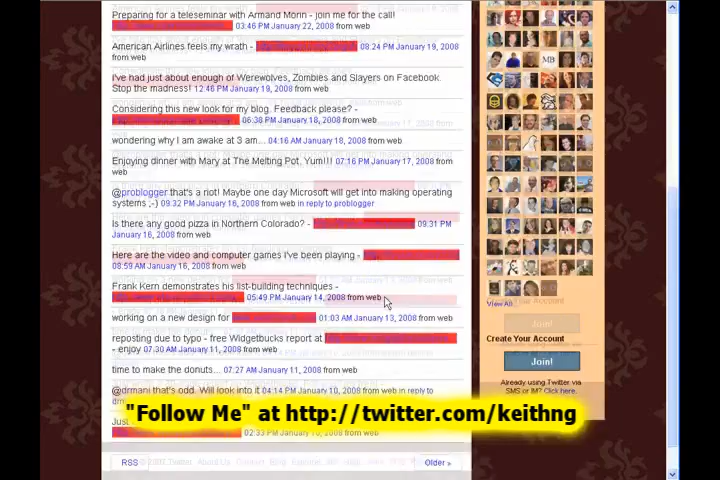 Preparing for a teleseminar with Armand Morin - join me for the call!
03:46 PM January 22, 2008 from web
American Airlines feels my wrath - 08:24 PM January 19, 2008
from web
I've had just about enough of Werewolves, Zombies and Slayers on Facebook.
Stop the madness! 12:46 PM January 19, 2008 from web
Considering this new look for my blog. Feedback please? -
06:38 PM January 18, 2008 from web
wondering why I am awake at 3 am... 04:16 AM January 18, 2008 from web
Enjoying dinner with Mary at The Melting Pot. Yum!!! 07:16 PM January 17, 2008 from
web
@problogger that's a riot! Maybe one day Microsoft will get into making operating
systems ;-) 09:32 PM January 16, 2008 from web in reply to problogger
Is there any good pizza in Northern Colorado? - 09:31 PM
January 16, 2008 from web
Here are the video and computer games I've been playing -
08:59 AM January 16, 2008 from web
Frank Kern demonstrates his list-building techniques -
05:49 PM January 14, 2008 from web
working on a new design for 01:03 AM January 13, 2008 from web
reposting due to typo - free Widgetbucks report at
- enjoy 07:30 AM January 11, 2008 from web
time to make the donuts... 07:27 AM January 11, 2008 from web
@drmani that's odd. Will look into it 04:14 PM January 10, 2008 from web in reply to
Just
"Follow Me" at http://twitter.com/keithng
02:33 PM January 10, 2008 from web
RSS
Older »
View All
Join!
Create Your Account
Join!
Already using Twitter via
SMS or IM? Click here.